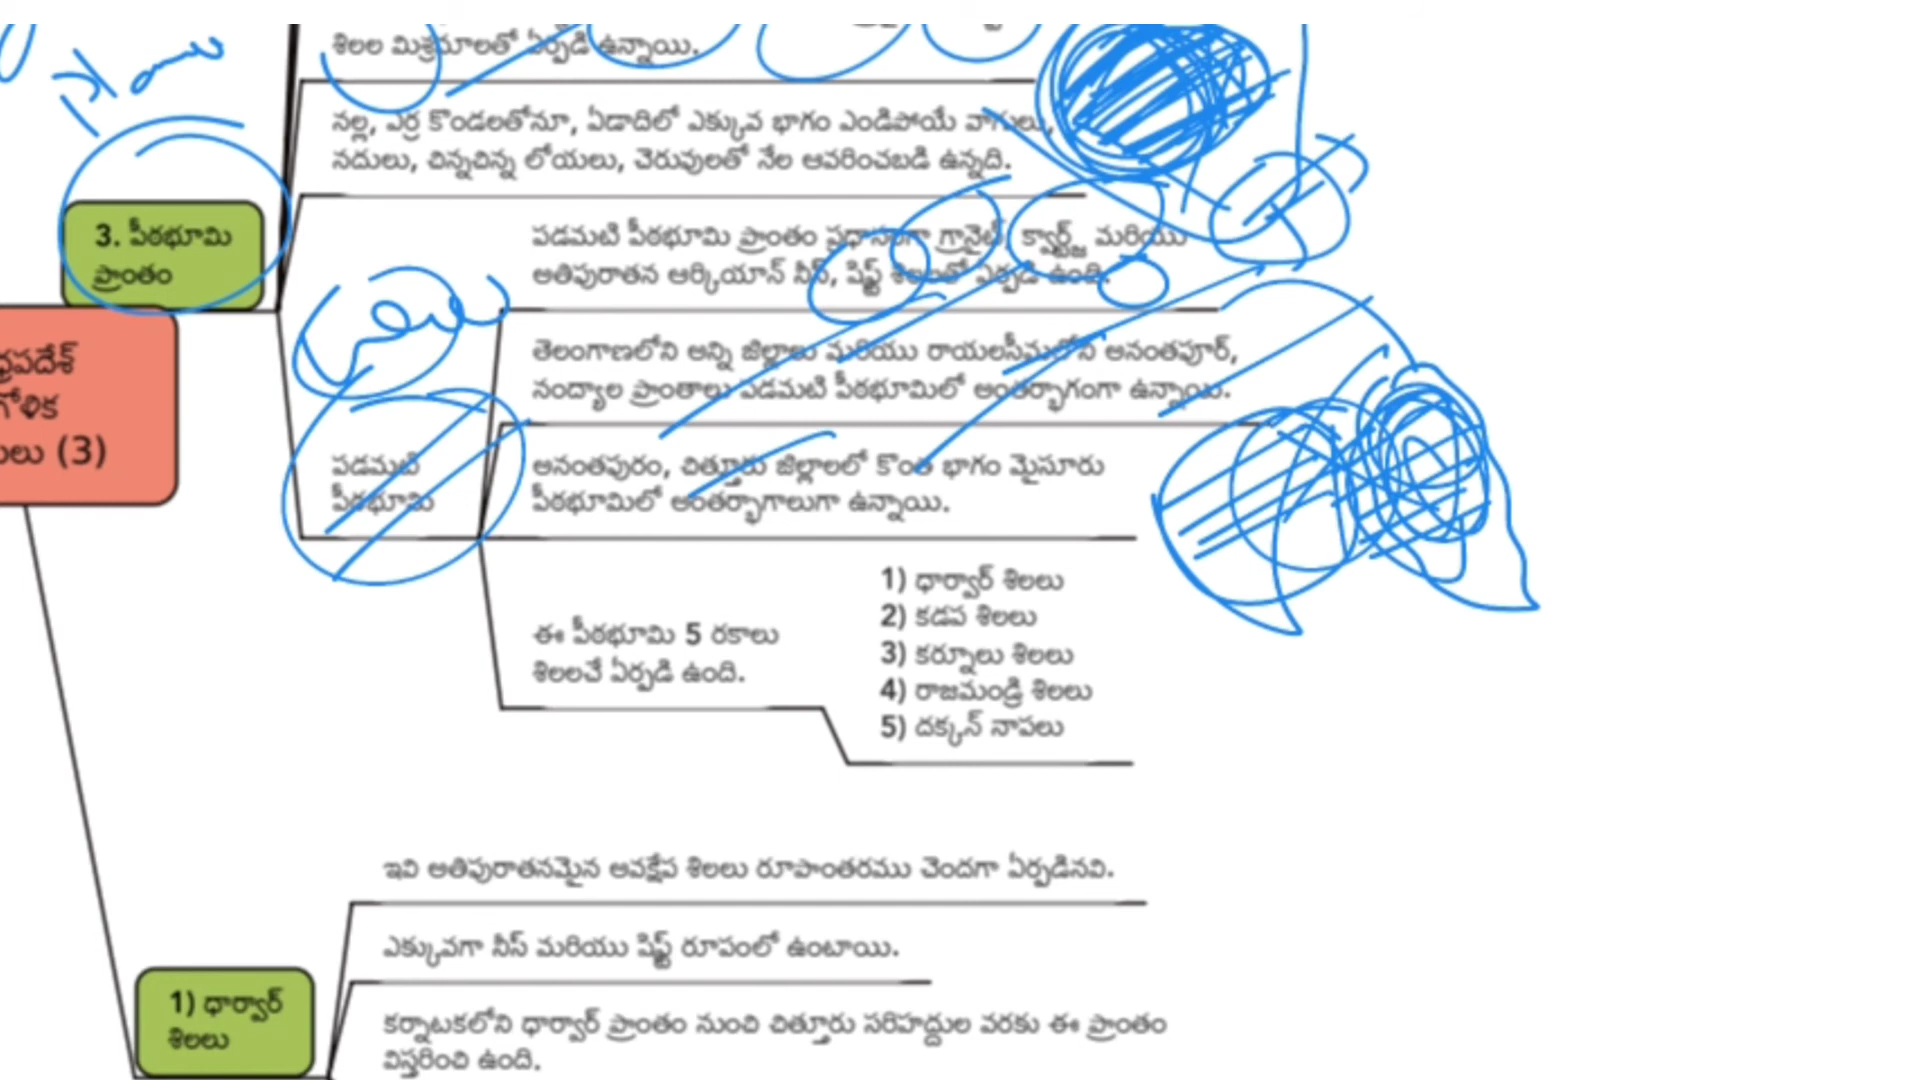 శిలల మిశ్రమాలతో ఏర్పడి ఉన్నాయి.
నల్ల, ఎర్ర కొండలతోనూ, ఏడాదిలో ఎక్కువ భాగం ఎండిపోయే వాగులు,
నదులు, చిన్నచిన్న లోయలు, చెరువులతో నేల ఆవరించబడి ఉన్నది.
3. పీఠభూమి
ప్రాంతం
పడమటి పీఠభూమి ప్రాంతం ప్రధానంగా గ్రానైట్, క్వార్ట్జ్ మరియు
అతిపురాతన ఆర్కియాన్ నీస్, షిస్ట్ శిలలతో ఏర్పడి ఉంది.
తెలంగాణలోని అన్ని జిల్లాలు మరియు రాయలసీమలోని అనంతపూర్,
నంద్యాల ప్రాంతాలు పడమటి పీఠభూమిలో అంతర్భాగంగా ఉన్నాయి.
పడమటి
పీఠభూమి
అనంతపురం, చిత్తూరు జిల్లాలలో కొంత భాగం మైసూరు
పీఠభూమిలో అంతర్భాగాలుగా ఉన్నాయి.
ఈ పీఠభూమి 5 రకాలు
శిలలచే ఏర్పడి ఉంది.
1) ధార్వార్ శిలలు
2) కడప శిలలు
3) కర్నూలు శిలలు
4) రాజమండ్రి శిలలు
5) దక్కన్ నాపలు
(3)
ఇవి అతిపురాతనమైన అవక్షేప శిలలు రూపాంతరము చెందగా ఏర్పడినవి.
ఎక్కువగా నీస్ మరియు షిస్ట్ రూపంలో ఉంటాయి.
1) ధార్వార్
శిలలు
కర్నాటకలోని ధార్వార్ ప్రాంతం నుంచి చిత్తూరు సరిహద్దుల వరకు ఈ ప్రాంతం
విస్తరించి ఉంది.